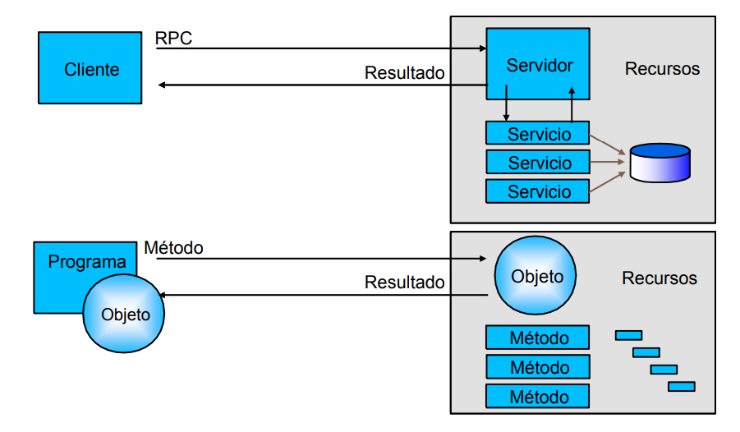 RPC
Cliente
Resultado
Servidor
Recursos
Servicio
Servicio
Servicio
Método
Programa
Objeto
Resultado
Objeto
Recursos
Método
Método
Método